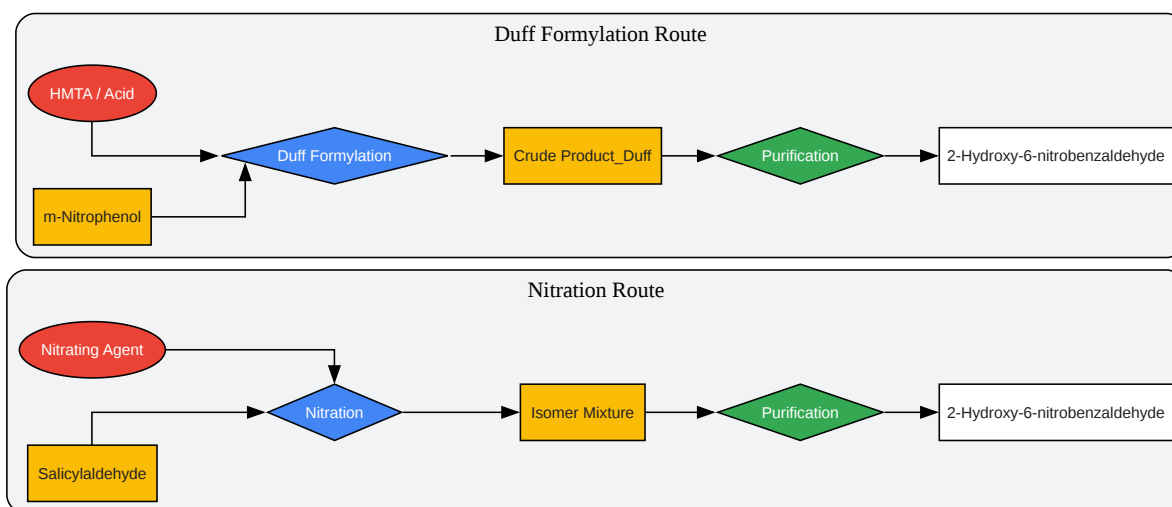 Duff Formylation Route
HMTA / Acid
Duff Formylation
Crude Product_Duff
Purification
2-Hydroxy-6-nitrobenzaldehyde
m-Nitrophenol
Nitration Route
Nitrating Agent
Nitration
Isomer Mixture
Purification
2-Hydroxy-6-nitrobenzaldehyde
Salicylaldehyde